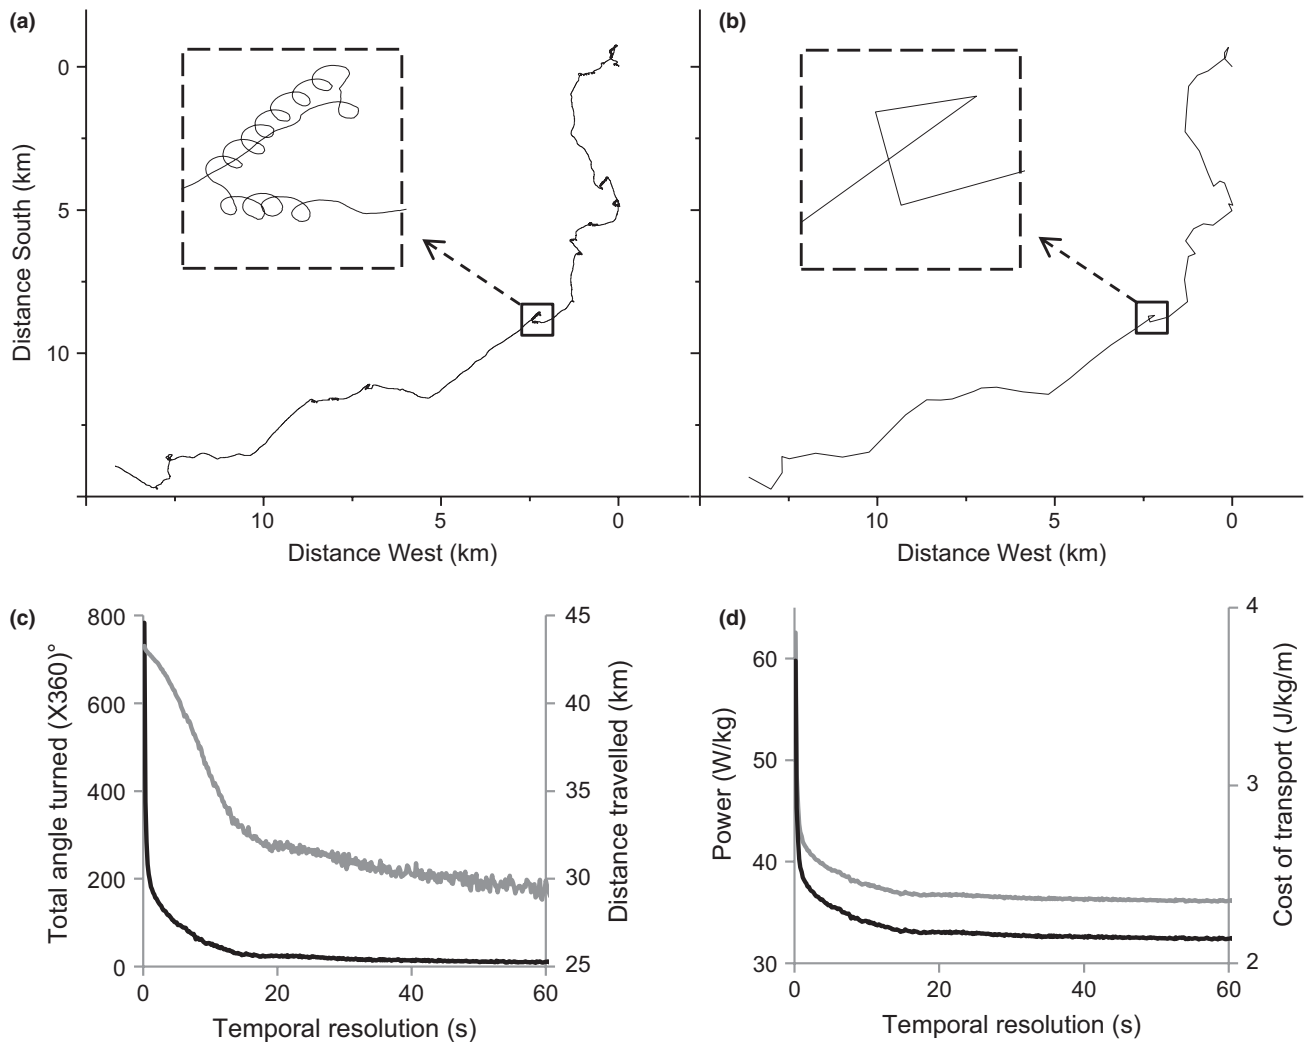 (a)
0
5
10
Distance South (km)
10
5
0
Distance West (km)
(b)
10
5
0
Distance West (km)
(c)
800
600
400
200
0
Total angle turned (X360)°
45
40
35
30
25
Distance travelled (km)
0
20
40
60
Temporal resolution (s)
(d)
60
50
40
30
Power (W/kg)
4
3
2
Cost of transport (J/kg/m)
0
20
40
60
Temporal resolution (s)